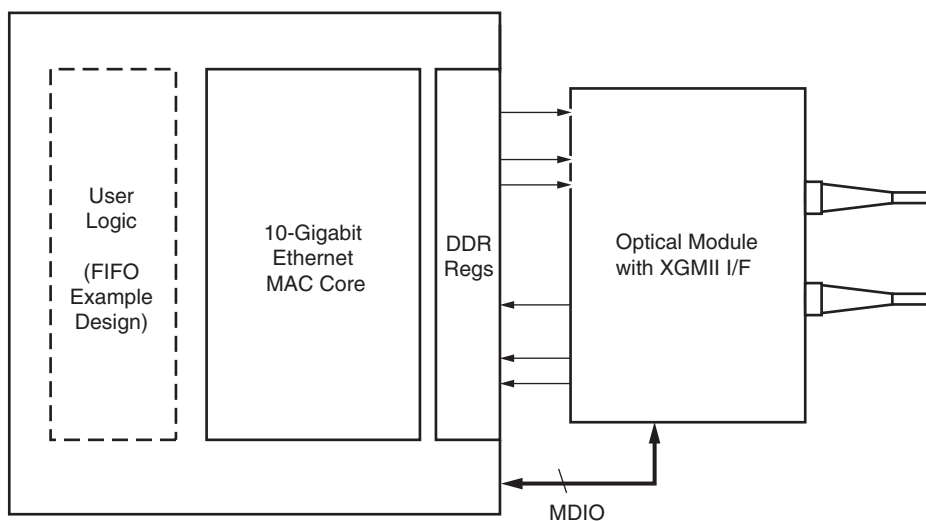 User
Logic
(FIFO
Example
Design)
10-Gigabit
Ethernet
MAC Core
DDR
Regs
Optical Module
with XGMII I/F
MDIO